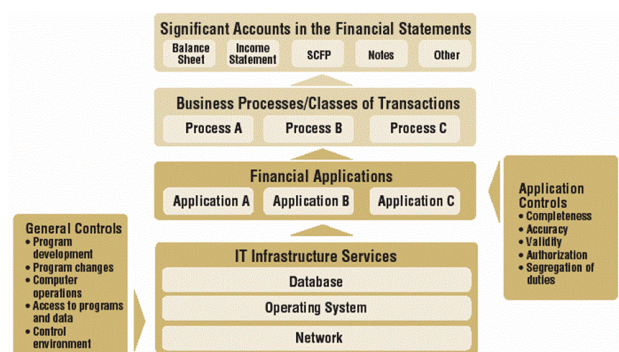 Significant Accounts in the Financial Statements
Balance Sheet
Income Statement
SCFP
Notes
Other
Business Processes/Classes of Transactions
Process A
Process B
Process C
Financial Applications
Application A
Application B
Application C
Application Controls
• Completeness
• Accuracy
• Validity
• Authorization
• Segregation of
duties
General Controls
• Program
development
• Program changes
• Computer
operations
• Access to programs
and data
• Control
environment
IT Infrastructure Services
Database
Operating System
Network